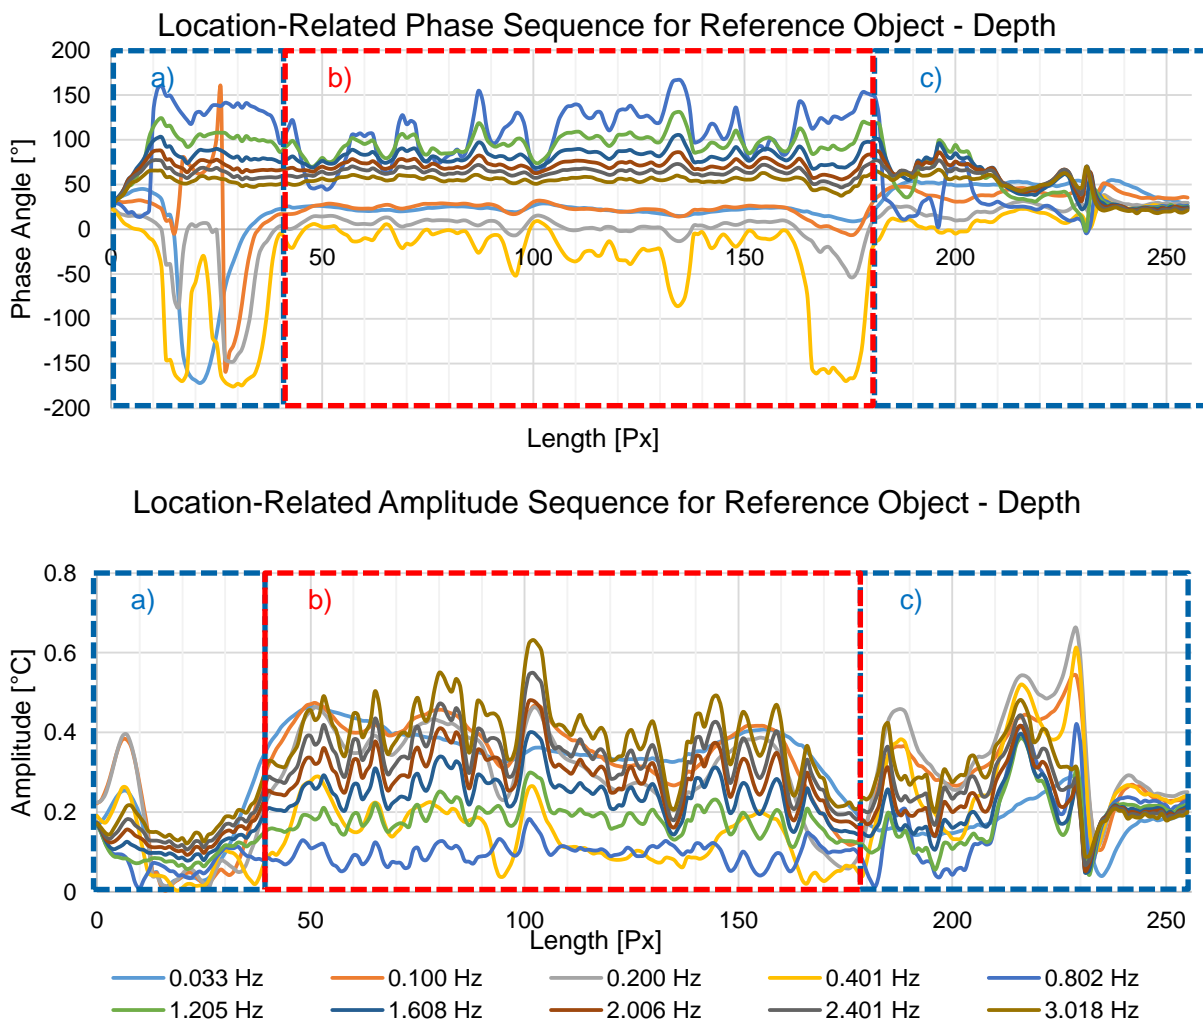 Location-Related Phase Sequence for Reference Object - Depth
200
150
100
50
0
-50
-100
-150
-200
Phase Angle [°]
a)
b)
c)
0
50
100
150
200
250
Length [Px]
Location-Related Amplitude Sequence for Reference Object - Depth
0.8
0.6
0.4
0.2
0
Amplitude [°C]
a)
b)
c)
0
50
100
150
200
250
Length [Px]
0.033 Hz
0.100 Hz
0.200 Hz
0.401 Hz
0.802 Hz
1.205 Hz
1.608 Hz
2.006 Hz
2.401 Hz
3.018 Hz